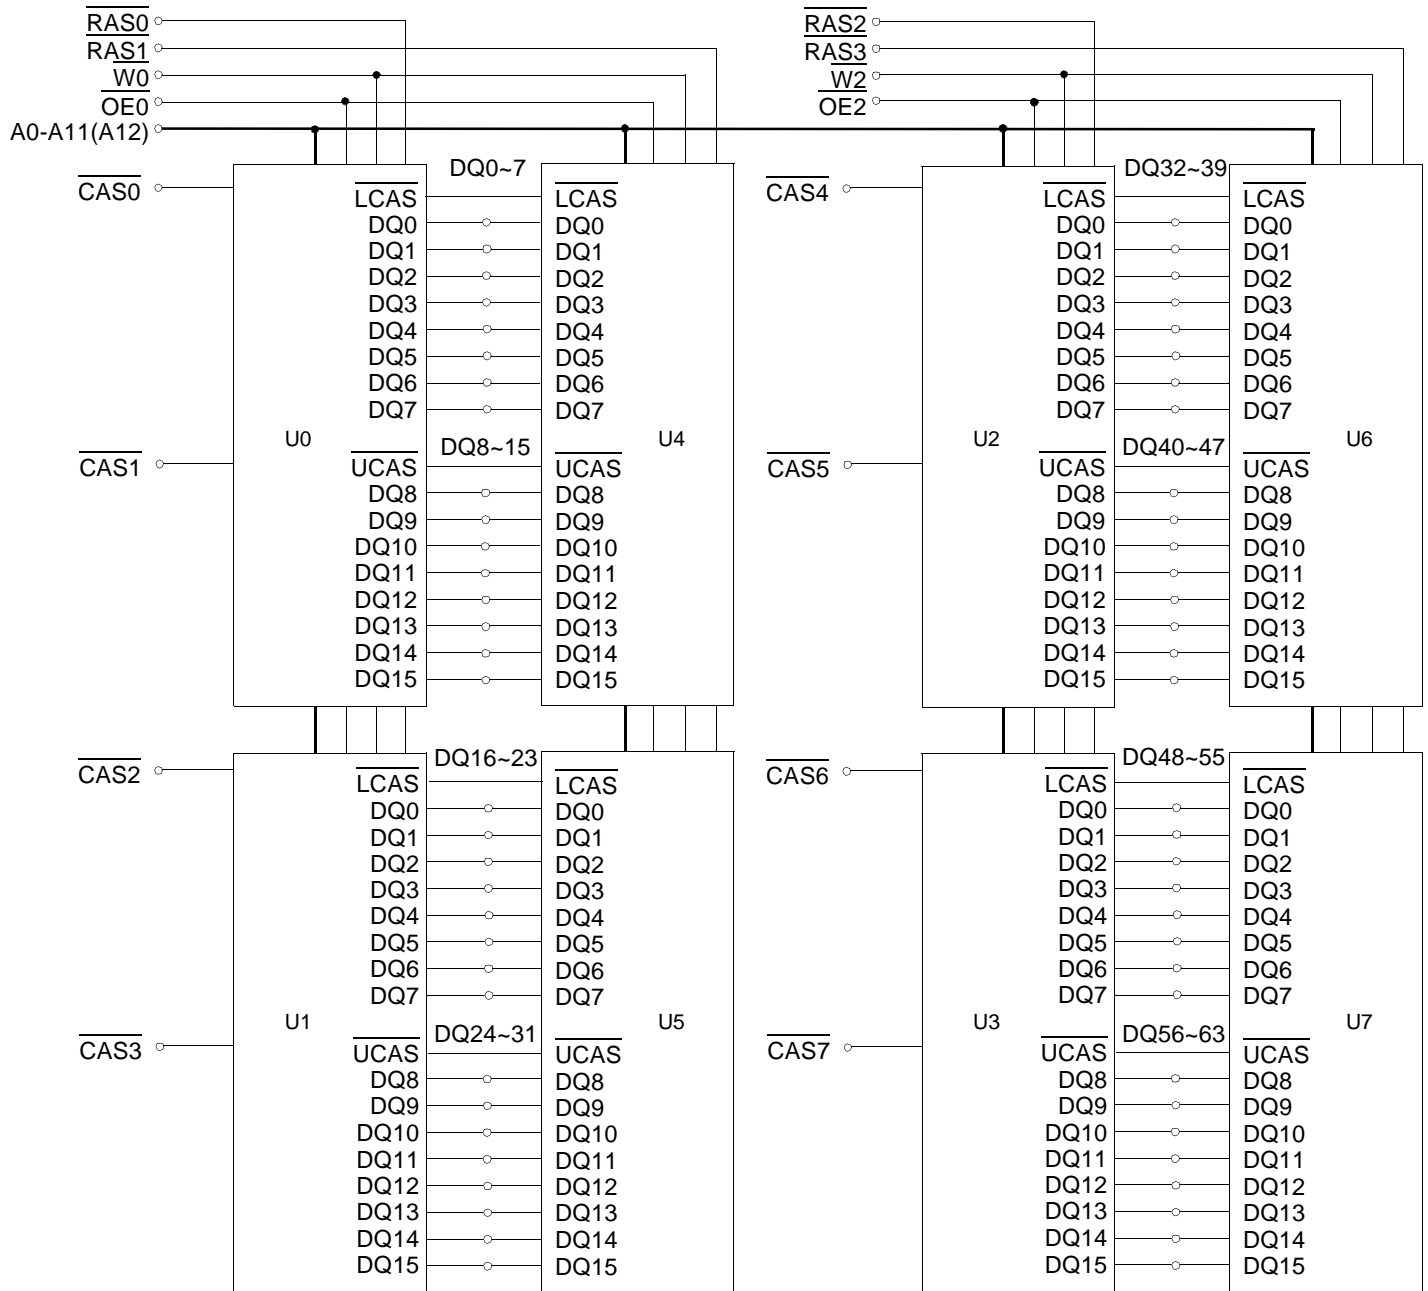 RAS0
RAS1
W0
OE0
A0-A11(A12)
RAS2
RAS3
W2
OE2
CAS0
CAS1
U0
LCAS
DQ0
DQ1
DQ2
DQ3
DQ4
DQ5
DQ6
DQ7
UCAS
DQ8
DQ9
DQ10
DQ11
DQ12
DQ13
DQ14
DQ15
DQ0~7
DQ8~15
LCAS
DQ0
DQ1
DQ2
DQ3
DQ4
DQ5
DQ6
DQ7
UCAS
DQ8
DQ9
DQ10
DQ11
DQ12
DQ13
DQ14
DQ15
U4
CAS4
CAS5
U2
LCAS
DQ0
DQ1
DQ2
DQ3
DQ4
DQ5
DQ6
DQ7
UCAS
DQ8
DQ9
DQ10
DQ11
DQ12
DQ13
DQ14
DQ15
DQ32~39
DQ40~47
LCAS
DQ0
DQ1
DQ2
DQ3
DQ4
DQ5
DQ6
DQ7
UCAS
DQ8
DQ9
DQ10
DQ11
DQ12
DQ13
DQ14
DQ15
U6
CAS2
CAS3
U1
LCAS
DQ0
DQ1
DQ2
DQ3
DQ4
DQ5
DQ6
DQ7
UCAS
DQ8
DQ9
DQ10
DQ11
DQ12
DQ13
DQ14
DQ15
DQ16~23
DQ24~31
LCAS
DQ0
DQ1
DQ2
DQ3
DQ4
DQ5
DQ6
DQ7
UCAS
DQ8
DQ9
DQ10
DQ11
DQ12
DQ13
DQ14
DQ15
U5
CAS6
CAS7
U3
LCAS
DQ0
DQ1
DQ2
DQ3
DQ4
DQ5
DQ6
DQ7
UCAS
DQ8
DQ9
DQ10
DQ11
DQ12
DQ13
DQ14
DQ15
DQ48~55
DQ56~63
LCAS
DQ0
DQ1
DQ2
DQ3
DQ4
DQ5
DQ6
DQ7
UCAS
DQ8
DQ9
DQ10
DQ11
DQ12
DQ13
DQ14
DQ15
U7